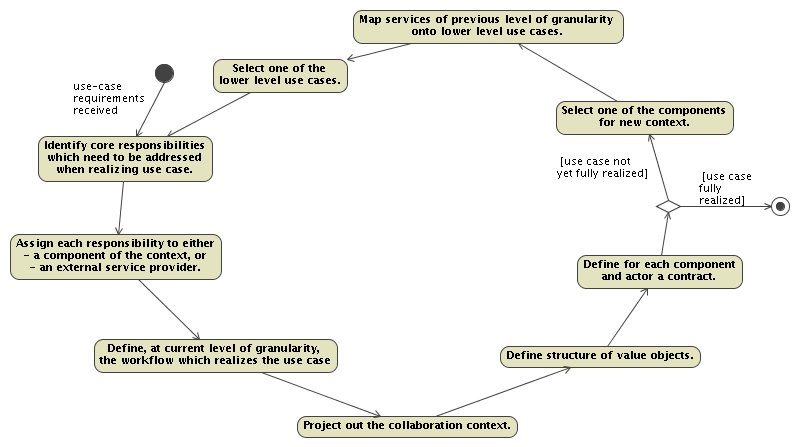 Map services of previous level of granularity
onto lower level use cases.
Select one of the
lower level use cases.
use-case
requirements
received
Identify core responsibilities
which need to be addressed
when realizing use case.
Assign each responsibility to either
- a component of the context, or
- an external service provider.
Define, at current level of granularity,
the workflow which realizes the use case
Project out the collaboration context.
Define structure of value objects.
Define for each component
and actor a contract.
[use case not
yet fully realized]
[use case
fully
realized]
Select one of the components
for new context.